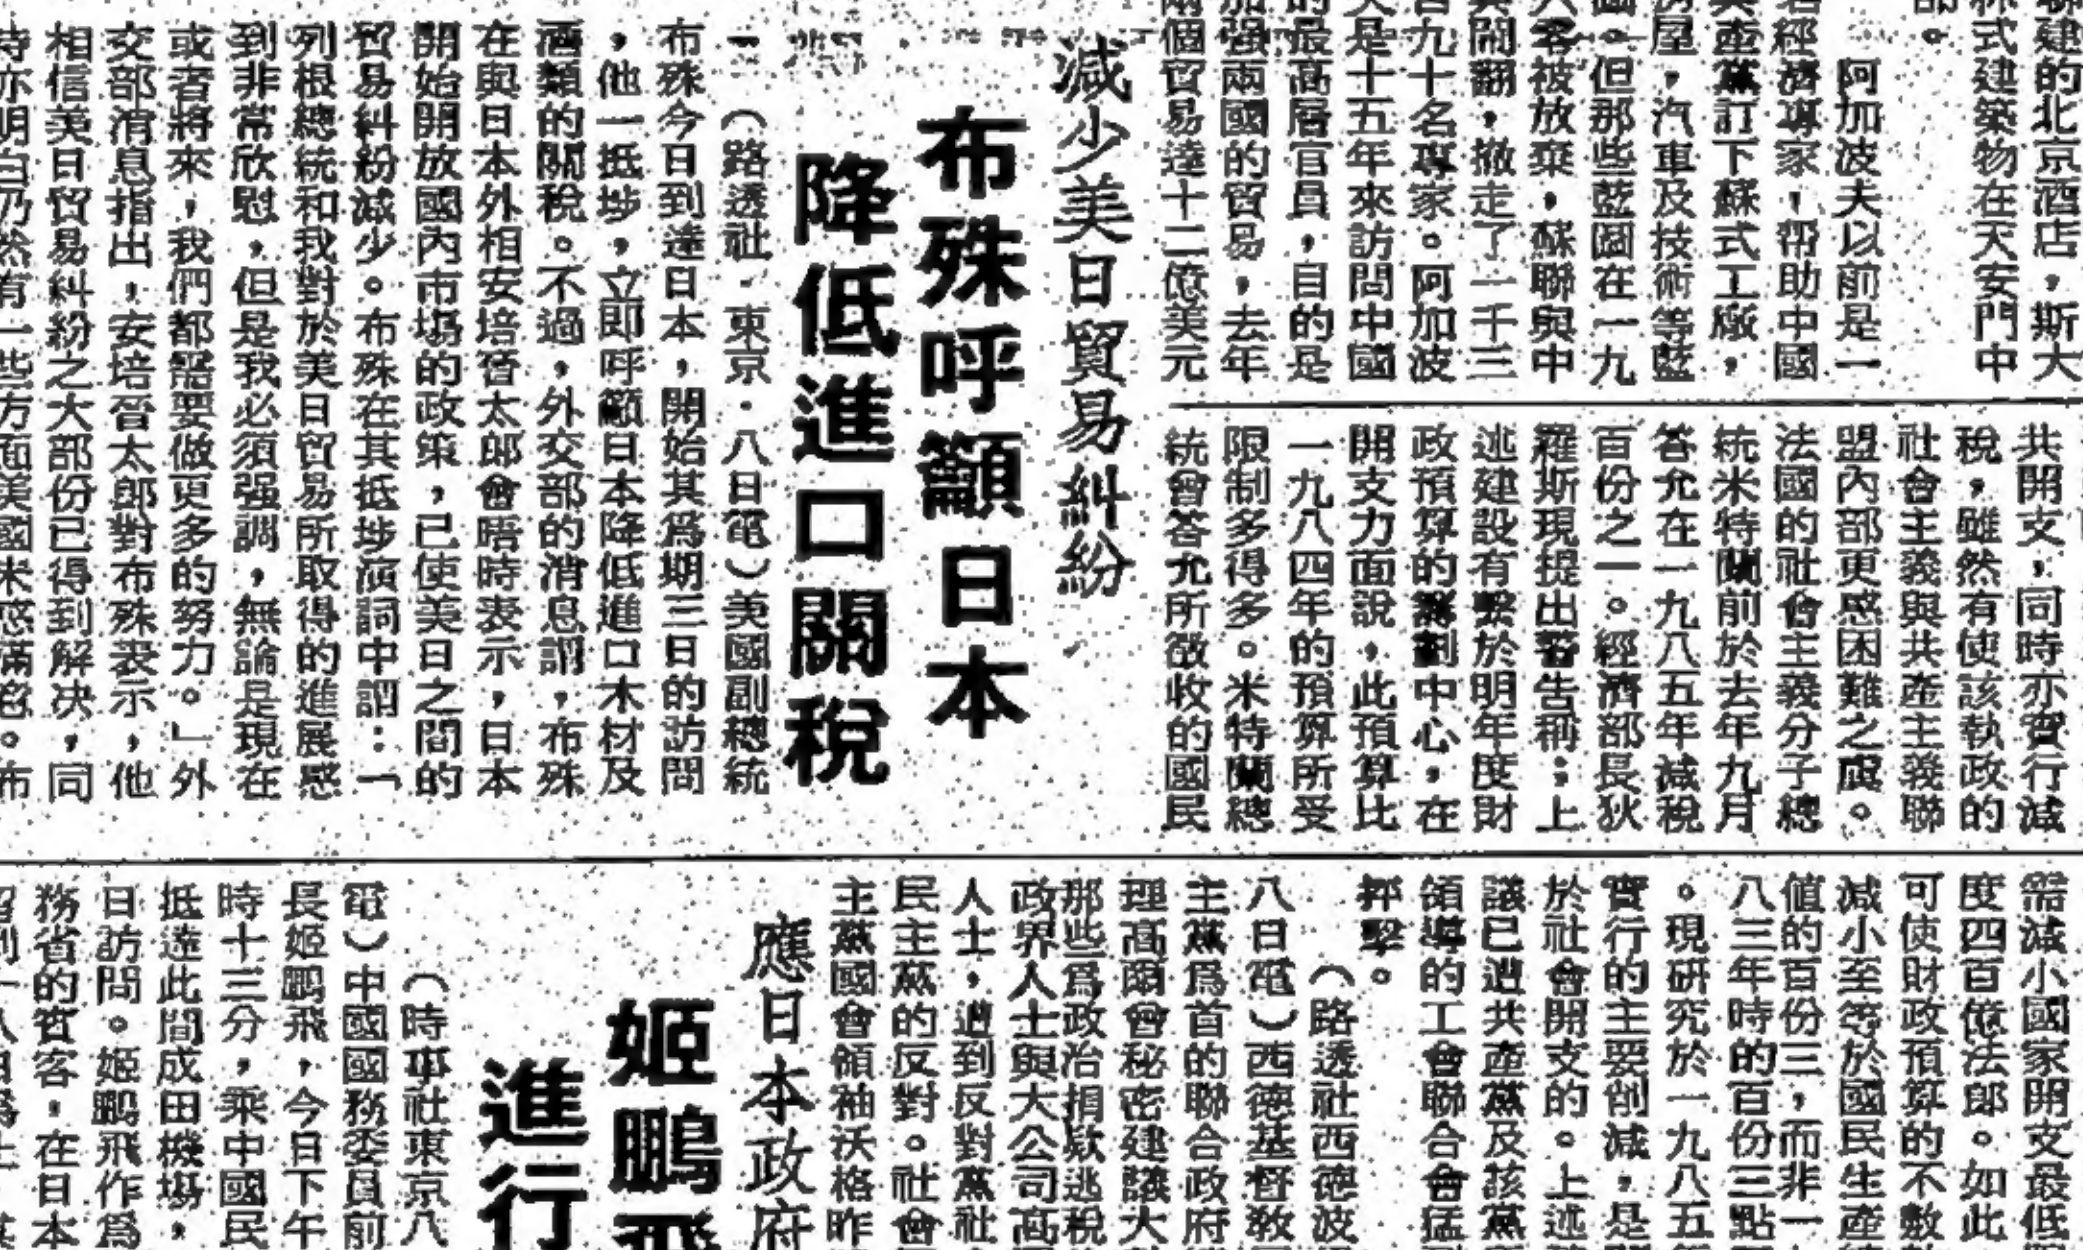 聯建的北京酒店，斯大
林式建築物在天安門中
部。
阿加波夫以前是一
名經濟專家，帮助中國
共產黨訂下蘇式工廠，
房屋，汽車及技術等藍
圖。但那些藍圖在一九
六零被放棄，蘇聯與中
共鬧翻，撤走了一千三
百九十名專家。阿加波
夫是十五年來訪問中國
的最高層官員，目的是
加强兩國的貿易，去年
兩個貿易達十二億美元
共開支，同時亦實行減
稅，雖然有使該執政的
社會主義與共產主義聯
盟內部更感困難之虞。
法國的社會主義分子總
統米特蘭前於去年九月
答允在一九八五年減稅
百份之一。經濟部長狄
羅斯現提出警告稱；上
述建設有繫於明年度財
政預算的籌劃中心，在
開支力面說，此預算比
一九八四年的預算所受
限制多得多。米特蘭總
統曾答允所徵收的國民
減少美日貿易糾紛
布殊呼籲日本
降低進口關稅
（路透社．東京．八日電）美國副總統
布殊今日到達日本，開始其爲期三日的訪問
，他一抵埗，立即呼籲日本降低進口木材及
酒類的關稅。不過，外交部的消息謂，布殊
在與日本外相安培晉太郎會晤時表示，日本
開始開放國內市場的政策，已使美日之間的
貿易糾紛減少。布殊在其抵埗演詞中謂：「
列根總統和我對於美日貿易所取得的進展感
到非常欣慰，但是我必須强調，無論是現在
或者將來，我們都需要做更多的努力。」外
交部消息指出，安培晉太郎對布殊表示，他
相信美日貿易糾紛之大部份已得到解决，同
時亦明白仍然有一些方面美國未感滿意。布
需減小國家開支最低
度四百億法郎。如此
可使財政預算的不敷
減小至等於國民生產
值的百份三，而非一
八三年時的百份三點
。現研究於一九八五
實行的主要削減，是
於社會開支的。上述
議已遭共產黨及該黨
領導的工會聯合會猛
抨擊。
（路透社西德波
八日電）西德基督教
主黨爲首的聯合政府
理高爾曾秘密建議大
那些爲政治捐欵逃稅
政界人士與大公司高
人士，遭到反對黨社
民主黨的反對。社會
主黨國會領袖沃格昨
應日本政府
姬鵬飛
進行
（時事社東京八
電）中國國務委員前
長姬鵬飛，今日下午
時十三分，乘中國民
抵達此間成田機場，
日訪問。姬鵬飛作爲
務省的賓客，在日本